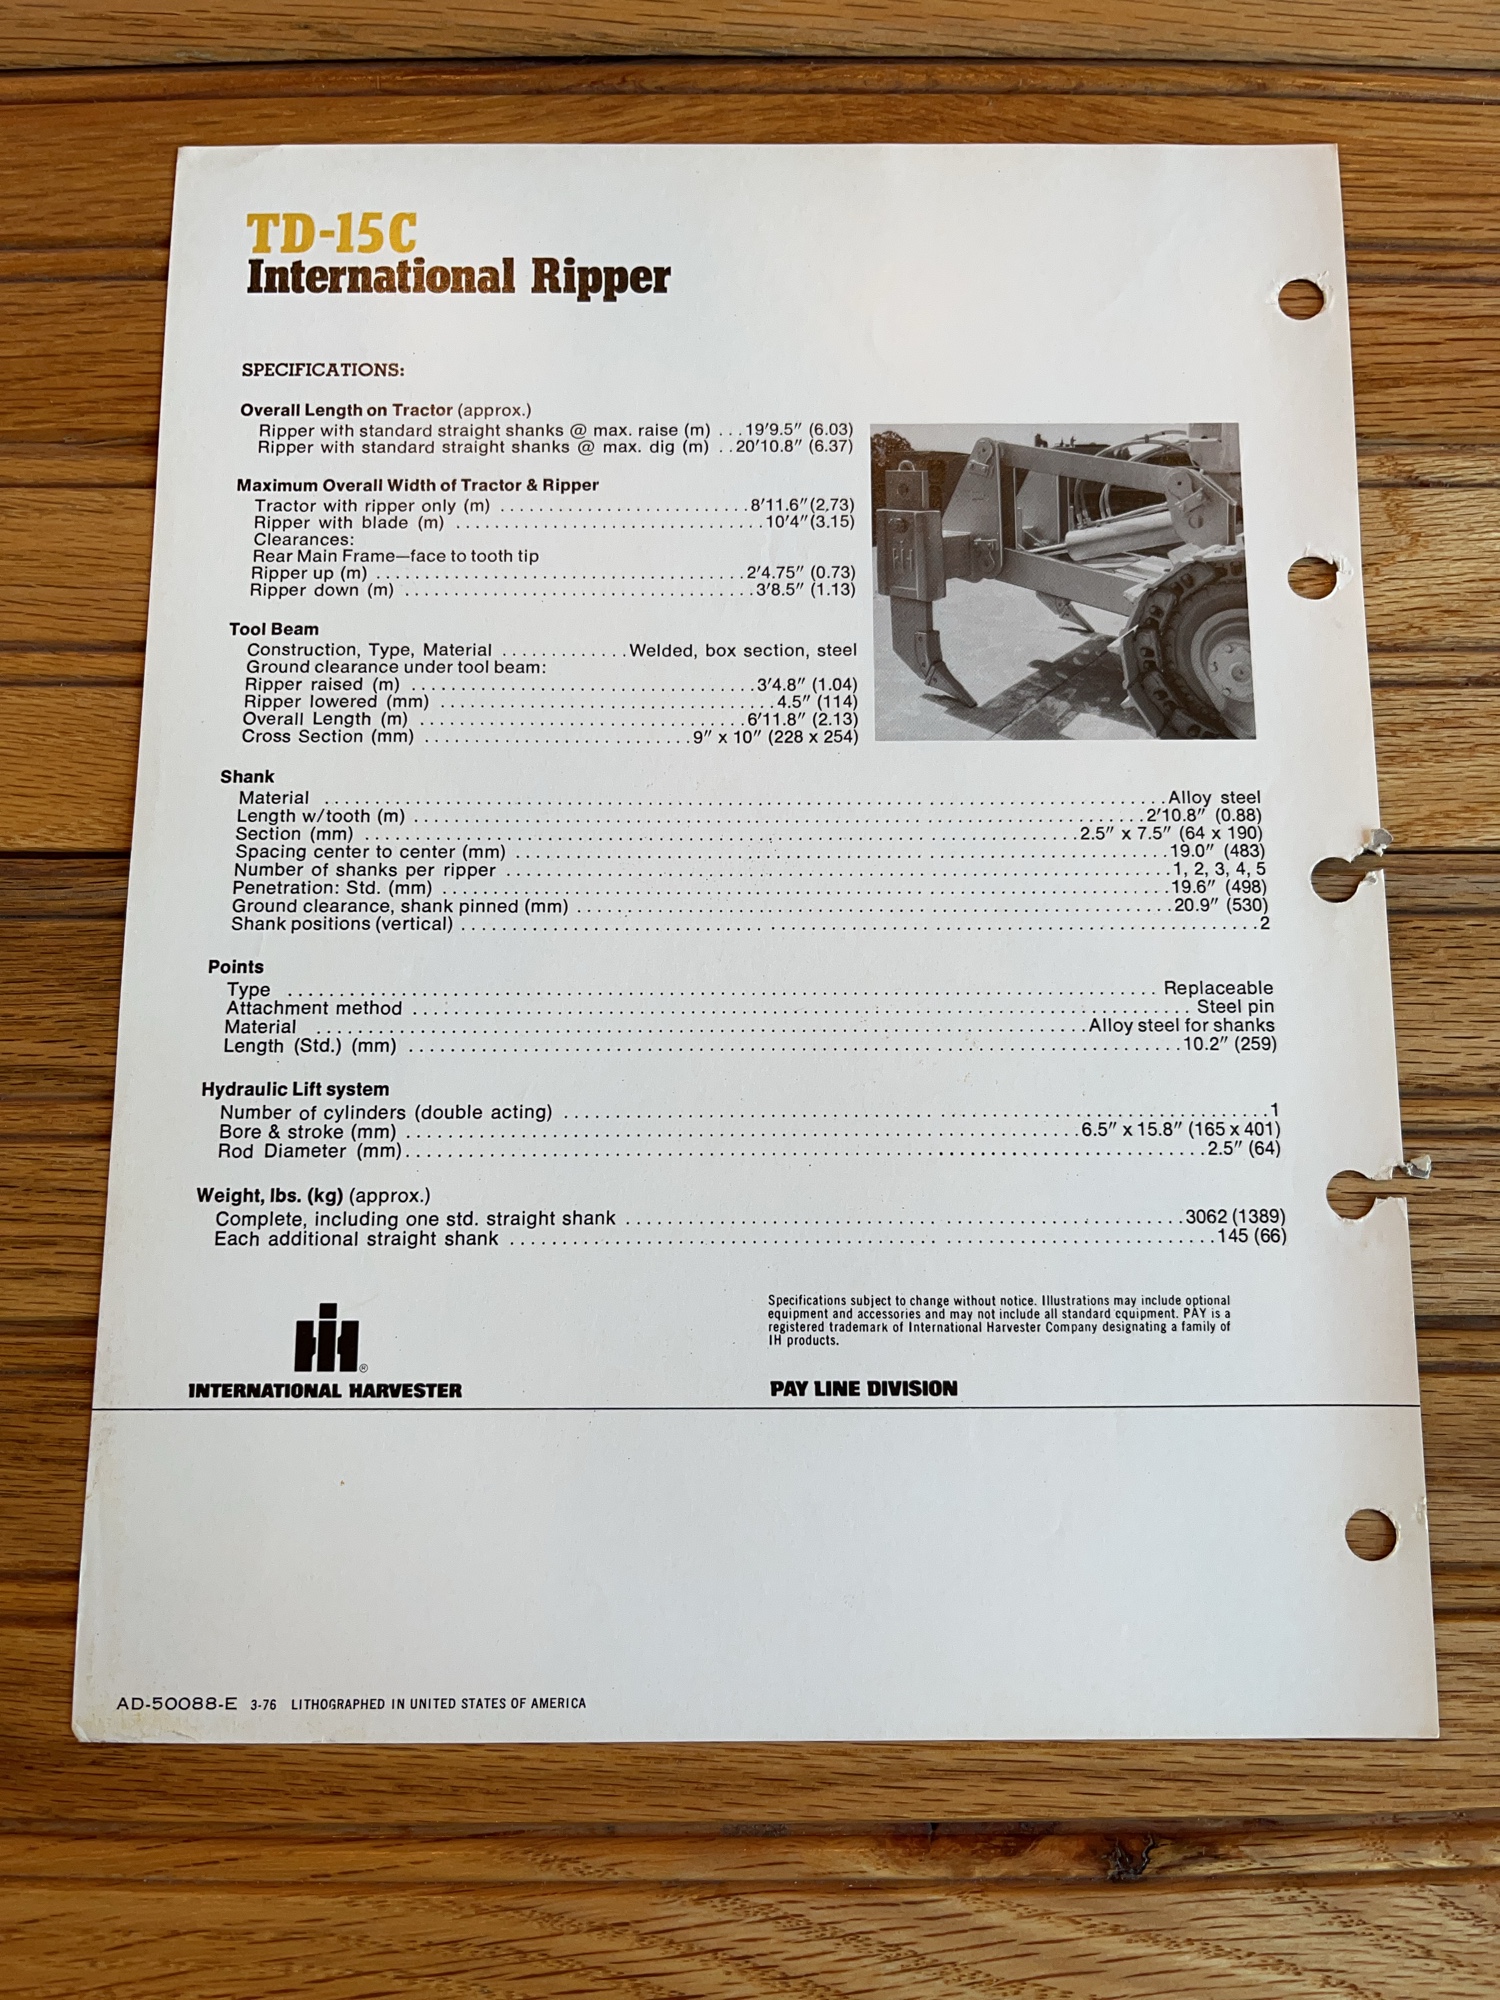 TD-15C
International Ripper
SPECIFICATIONS:
Overall Length on Tractor (approx.)
Ripper with standard straight shanks @ max. raise (m) ...19′9.5″ (6.03)
Ripper with standard straight shanks @ max. dig (m) ..20′10.8″ (6.37)
Maximum Overall Width of Tractor & Ripper
Tractor with ripper only (m) ..........................8′11.6″(2.73)
Ripper with blade (m) ................................10′4″(3.15)
Clearances:
Rear Main Frame—face to tooth tip
Ripper up (m) ......................................2′4.75″ (0.73)
Ripper down (m) ....................................3′8.5″ (1.13)
Tool Beam
Construction, Type, Material .............Welded, box section, steel
Ground clearance under tool beam:
Ripper raised (m) ...................................3′4.8″ (1.04)
Ripper lowered (mm) ..................................4.5″ (114)
Overall Length (m) .................................6′11.8″ (2.13)
Cross Section (mm) ...........................9″ x 10″ (228 x 254)
Shank
Material ..........................................Alloy steel
Length w/tooth (m) ..........................................2′10.8″ (0.88)
Section (mm) ..........................................2.5″ x 7.5″ (64 x 190)
Spacing center to center (mm) ..........................................19.0″ (483)
Number of shanks per ripper ..........................................1, 2, 3, 4, 5
Penetration: Std. (mm) ..........................................19.6″ (498)
Ground clearance, shank pinned (mm) ..........................................20.9″ (530)
Shank positions (vertical) ..........................................2
Points
Type ..........................................Replaceable
Attachment method ..........................................Steel pin
Material ..........................................Alloy steel for shanks
Length (Std.) (mm) ..........................................10.2″ (259)
Hydraulic Lift system
Number of cylinders (double acting) ..........................................1
Bore & stroke (mm) ..........................................6.5″ x 15.8″ (165 x 401)
Rod Diameter (mm)..........................................2.5″ (64)
Weight, lbs. (kg) (approx.)
Complete, including one std. straight shank ..........................................3062 (1389)
Each additional straight shank ..........................................145 (66)
Specifications subject to change without notice. Illustrations may include optional
equipment and accessories and may not include all standard equipment. PAY is a
registered trademark of International Harvester Company designating a family of
IH products.
IH®
INTERNATIONAL HARVESTER
PAY LINE DIVISION
AD-50088-E 3-76 LITHOGRAPHED IN UNITED STATES OF AMERICA